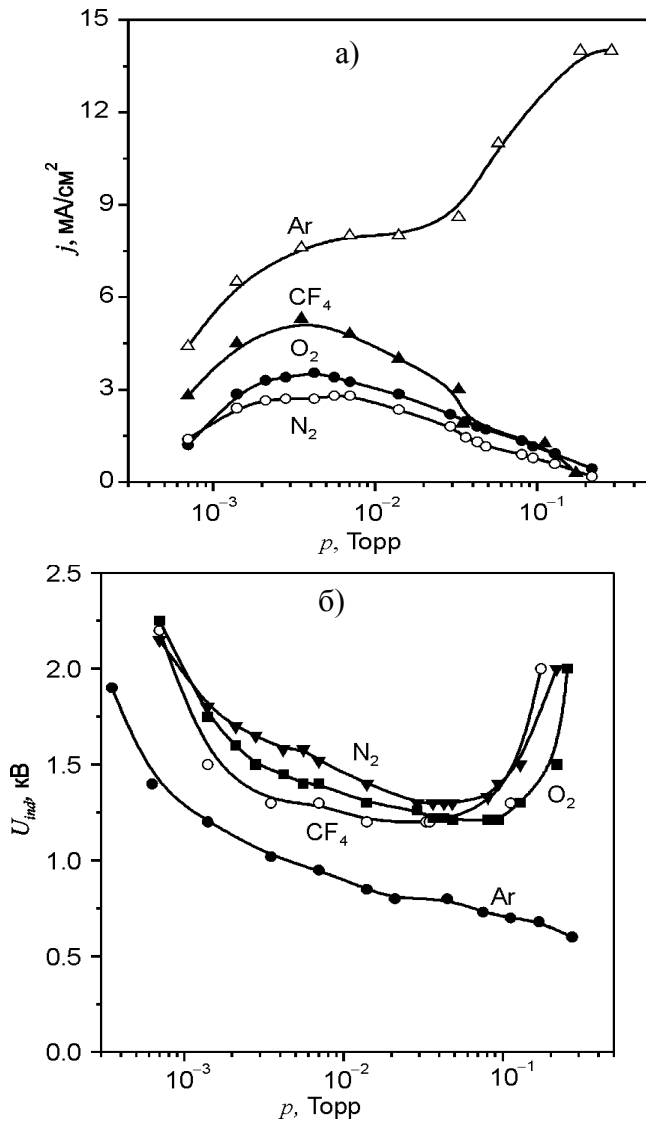 15
а)
12
j, мА/см²
9
Ar
6
CF₄
O₂
3
N₂
0
10⁻³
10⁻²
10⁻¹
p, Торр
2.5
б)
2.0
U_ind, кВ
1.5
N₂
O₂
CF₄
1.0
Ar
0.5
0.0
10⁻³
10⁻²
10⁻¹
p, Торр